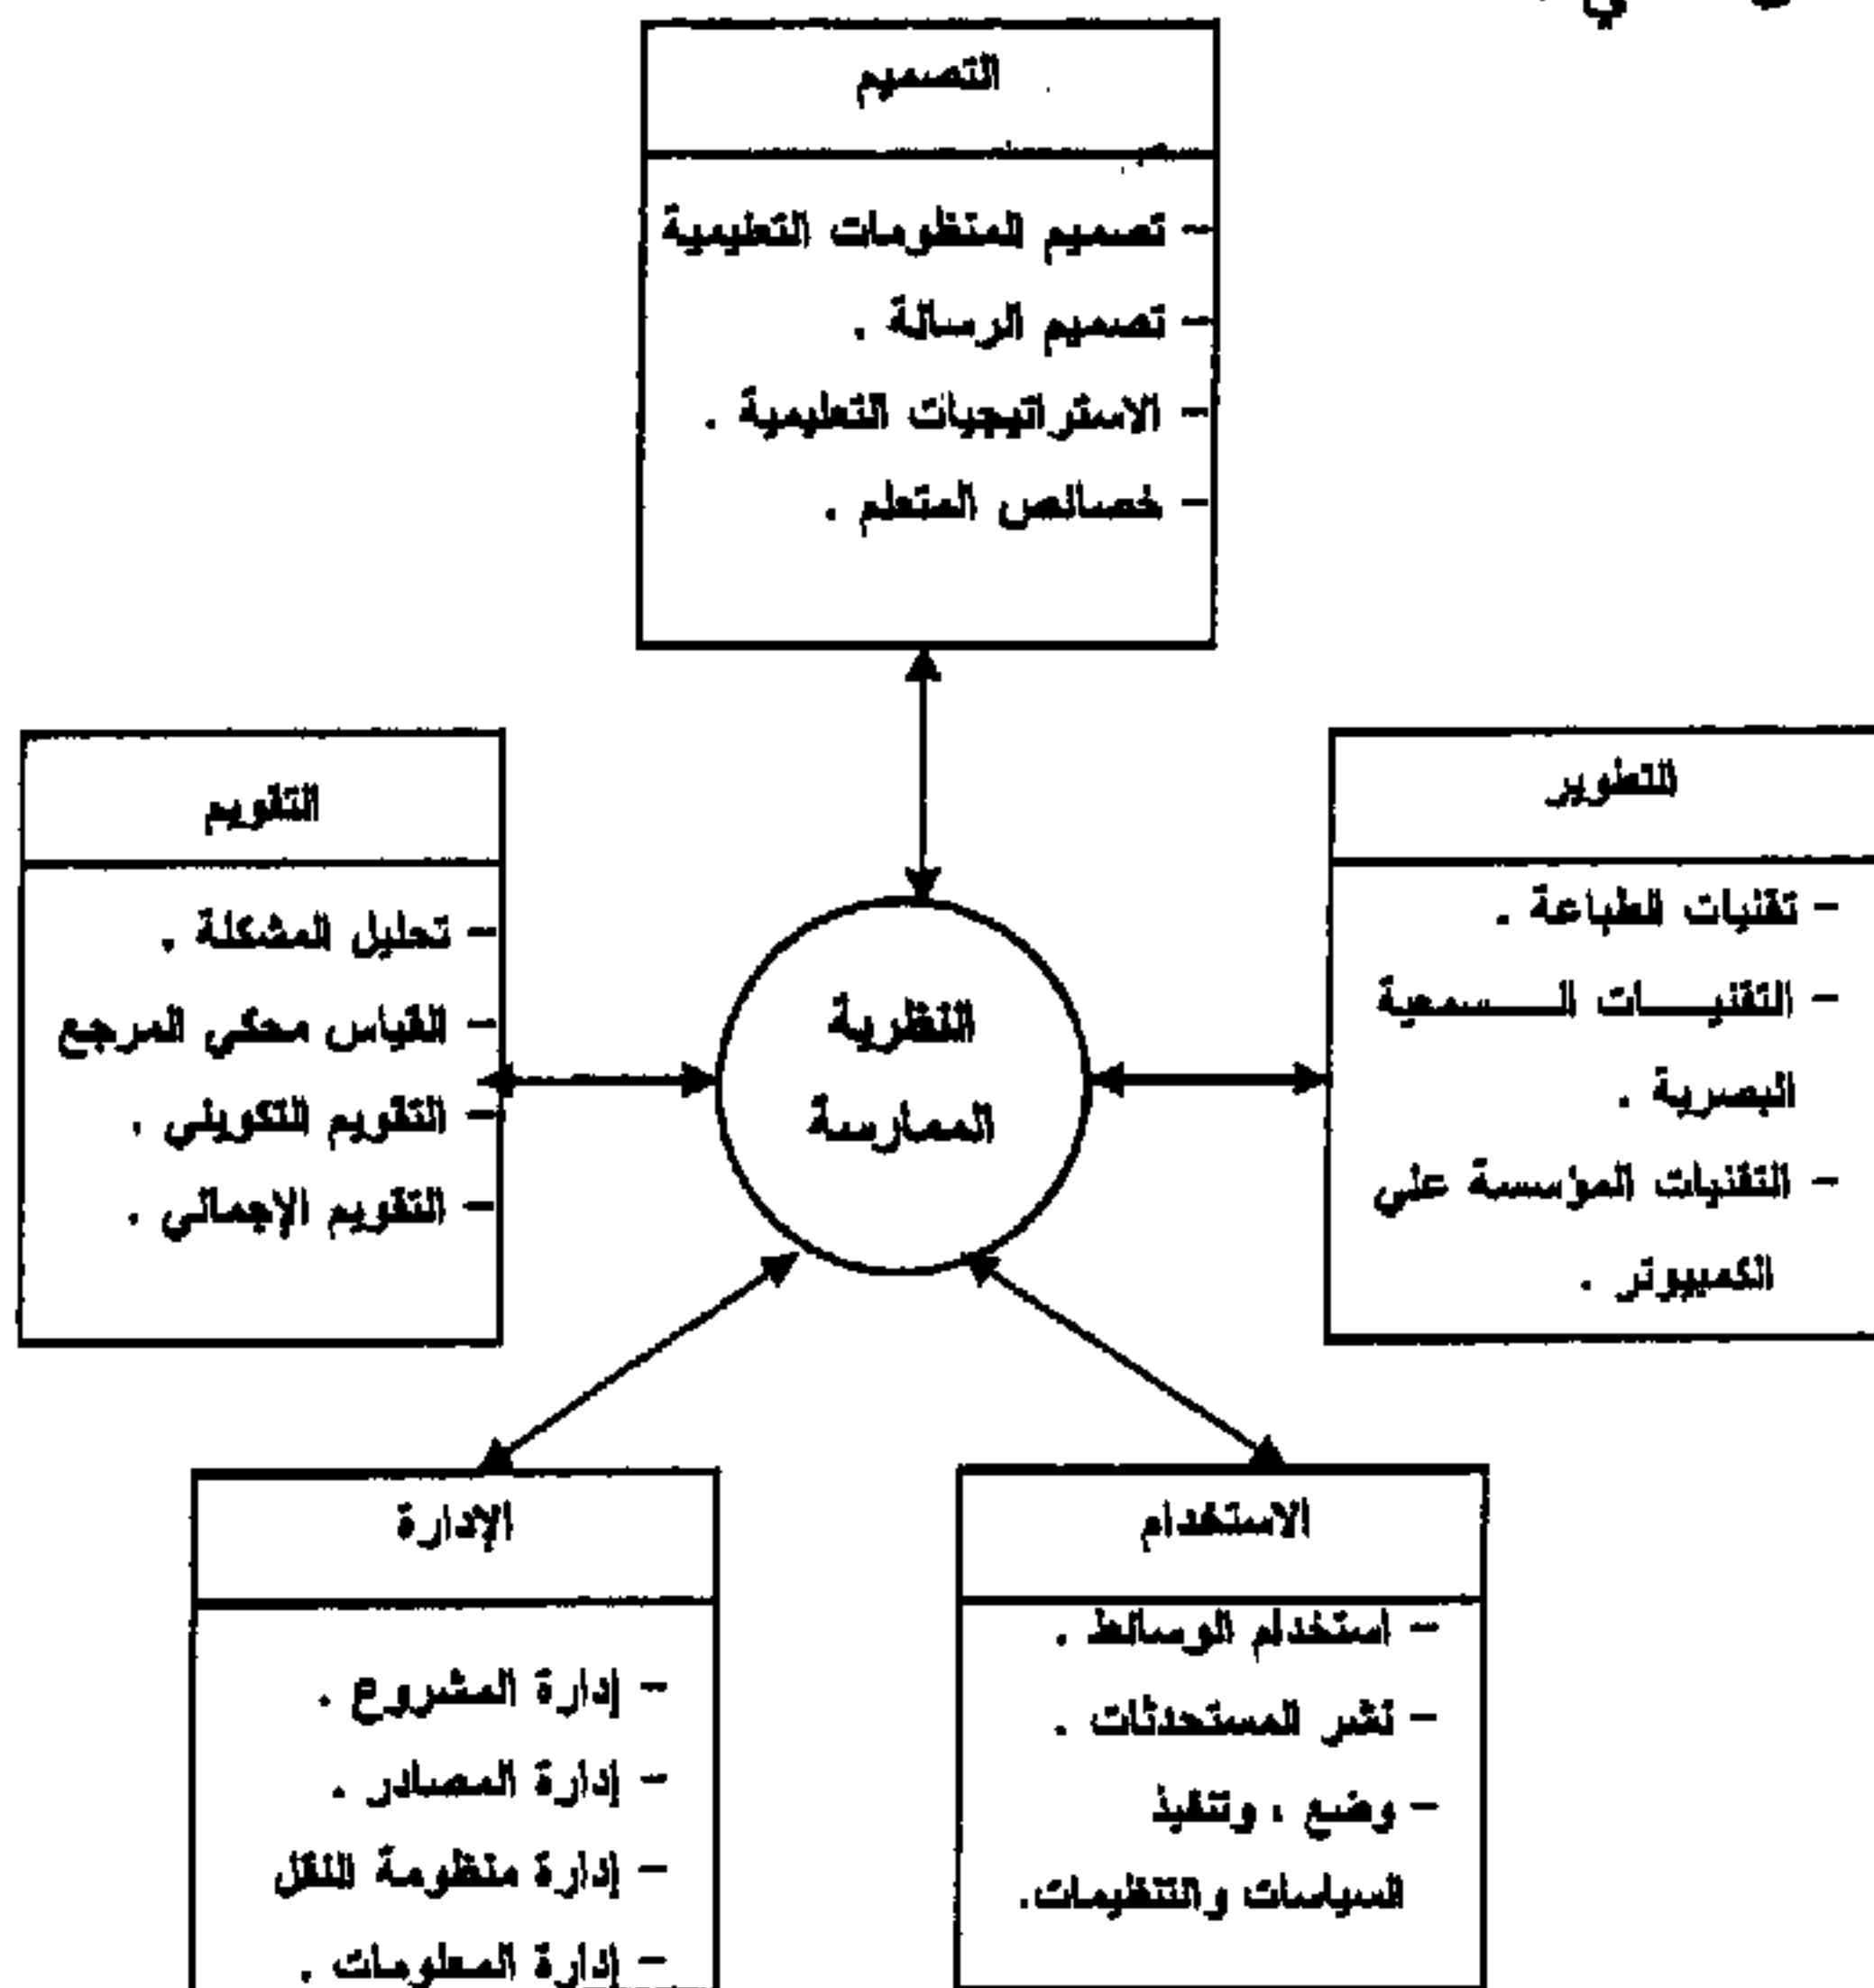 التصميم
- تصميم المنظومات التعليمية
- تصميم الرسالة .
- الاستراتيجيات التعليمية .
- خصائص المتعلم .
التطوير
- تقنيات الطباعة .
- التقنيات السمعية
البصرية .
- التقنيات المؤسسة على
الكمبيوتر .
النظرية
الممارسة
التقويم
- تحليل المشكلة .
- القياس محكي المرجع
- التقويم التكويني .
- التقويم الإجمالي .
الاستخدام
- استخدام الوسائط .
- نشر المستحدثات .
- وضع ، وتنفيذ
السياسات والتنظيمات.
الإدارة
- إدارة المشروع .
- إدارة المصادر .
- إدارة منظومة النقل
- إدارة المعلومات .